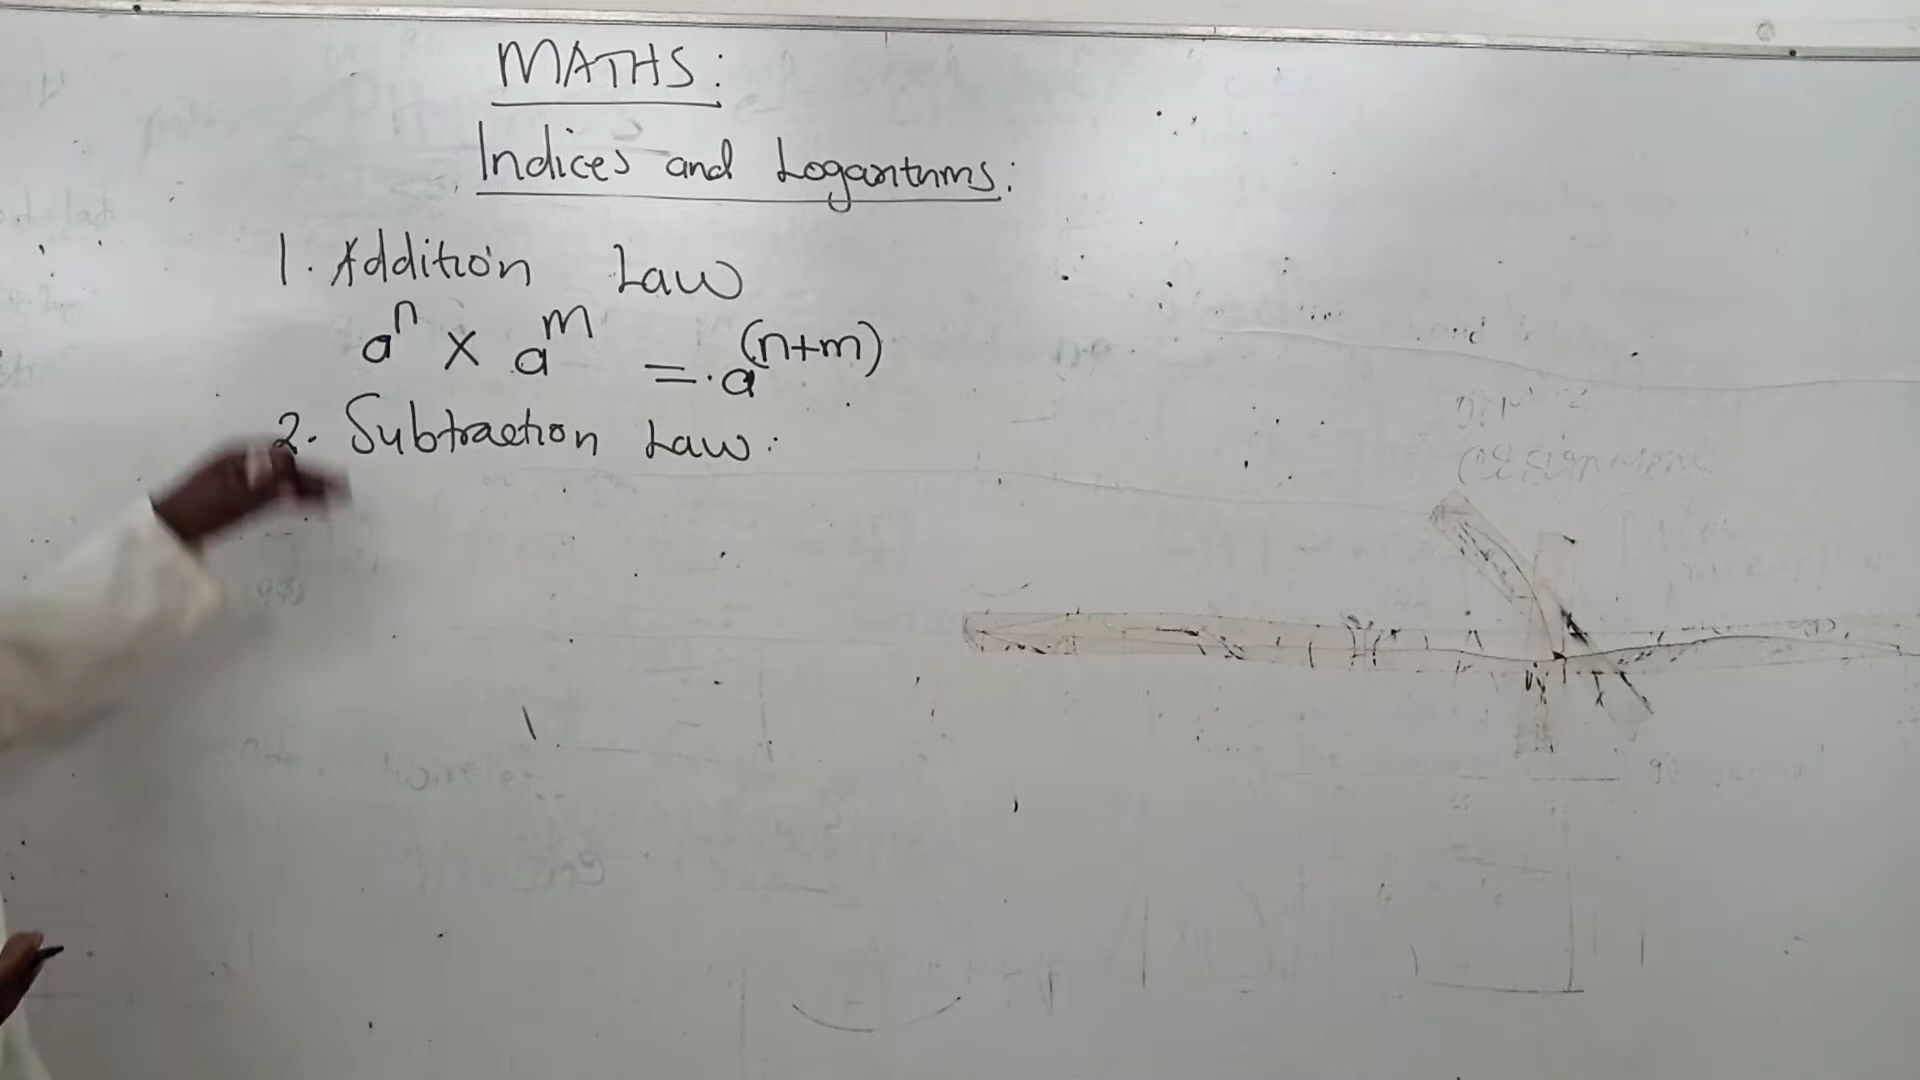 MATHS:
Indices and Logarithms:
1. Addition Law
aⁿ × aᵐ = a⁽ⁿ⁺ᵐ⁾
2. Subtraction Law: